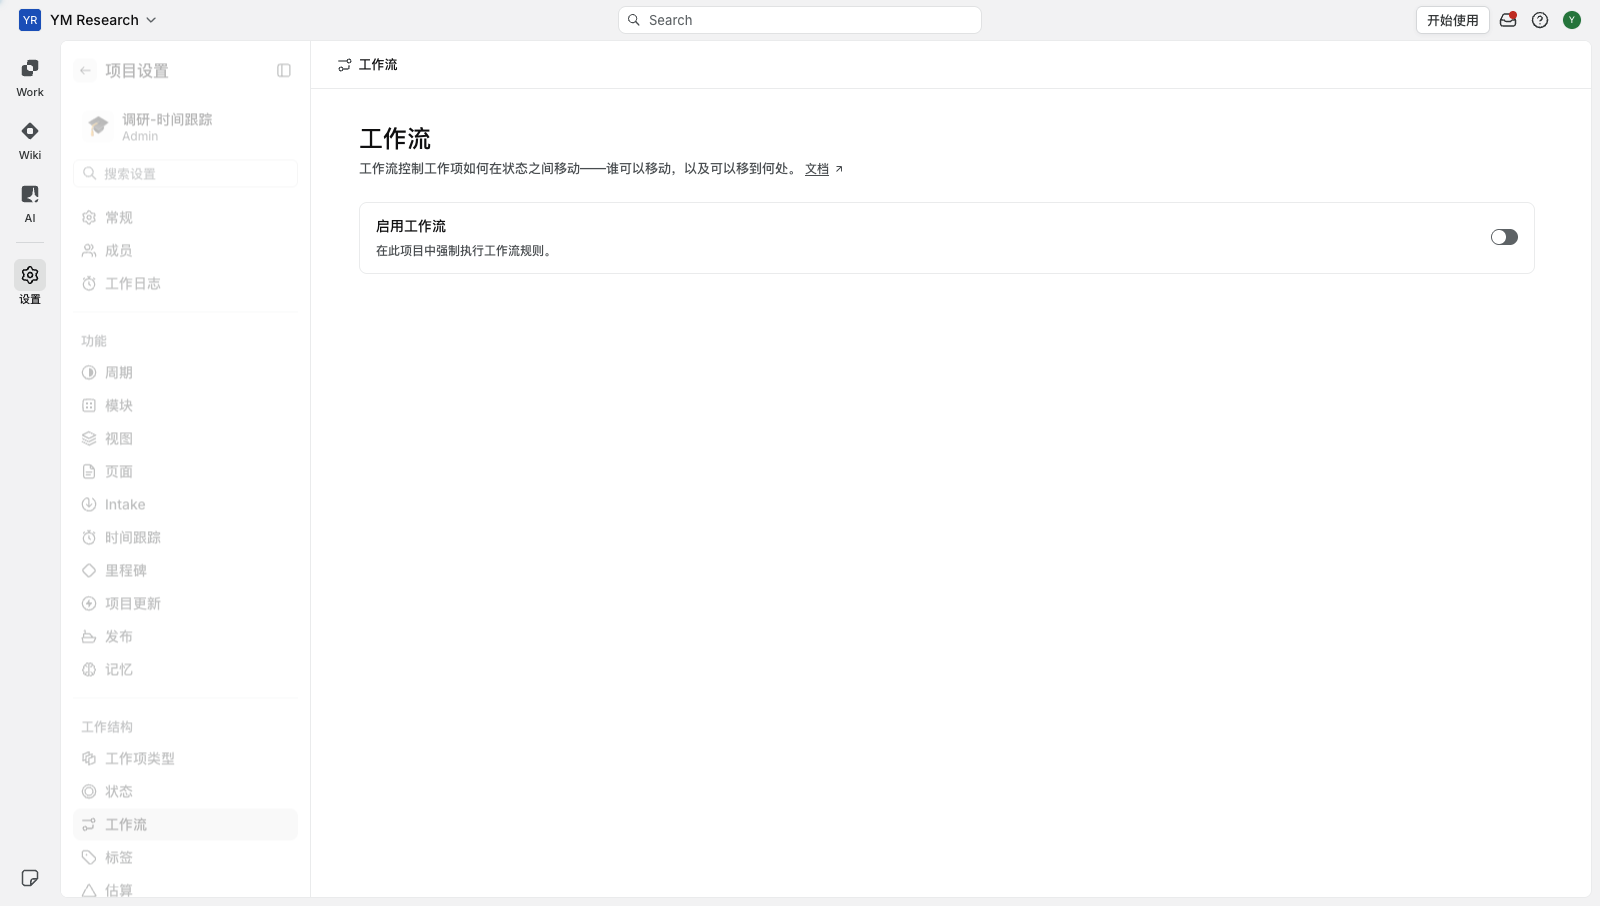 YR YM Research
Search
开始使用
Y
Work
Wiki
AI
设置
项目设置
调研-时间跟踪
Admin
搜索设置
常规
成员
工作日志
功能
周期
模块
视图
页面
Intake
时间跟踪
里程碑
项目更新
发布
记忆
工作结构
工作项类型
状态
工作流
标签
估算
工作流
工作流
工作流控制工作项如何在状态之间移动——谁可以移动，以及可以移到何处。 文档
启用工作流
在此项目中强制执行工作流规则。